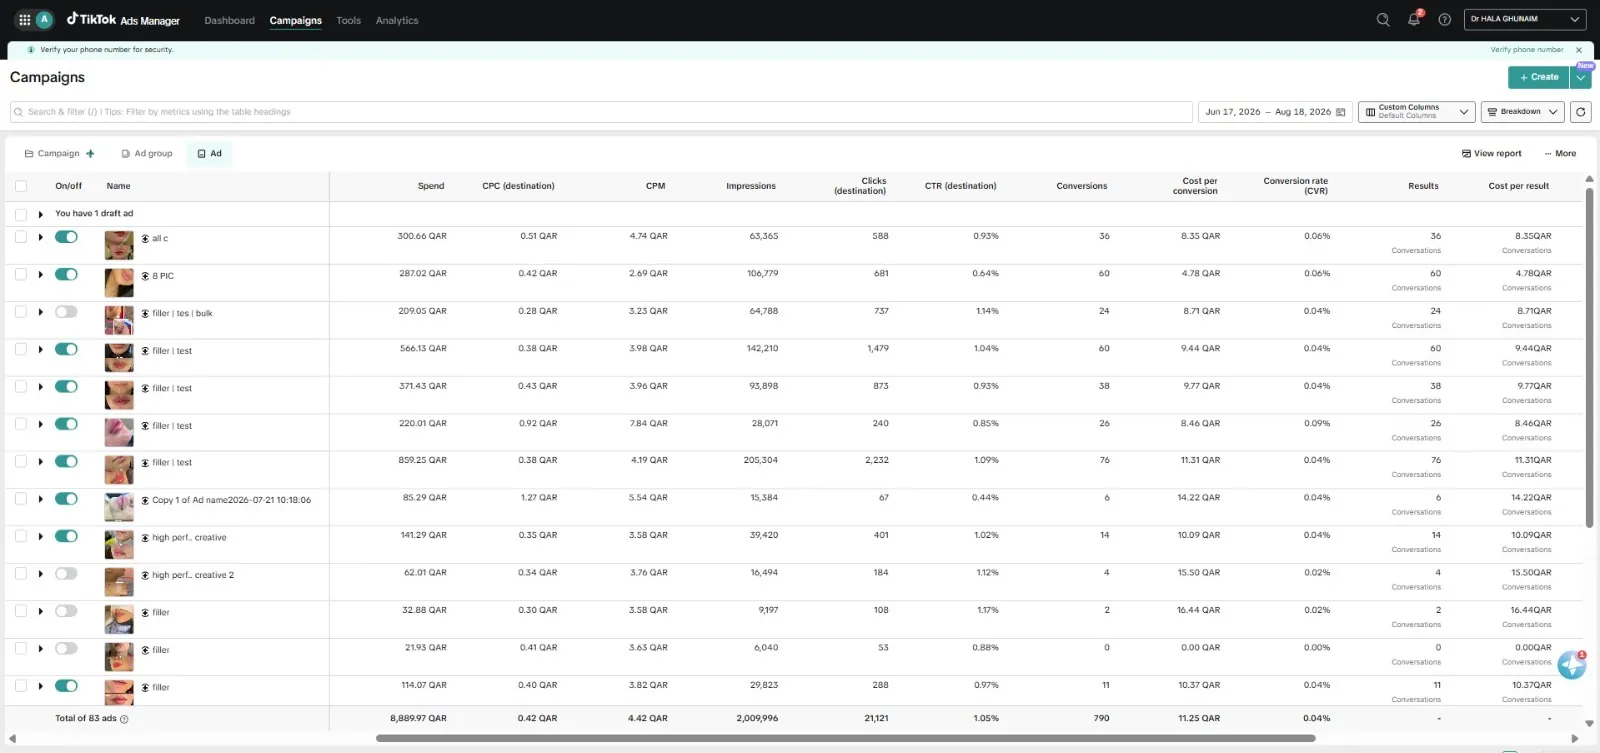 A TikTok Ads Manager Dashboard Campaigns Tools Analytics 2 Dr HALA GHUNAIM
Verify your phone number for security. Verify phone number
Campaigns
New
+ Create
Search & filter (/) | Tips: Filter by metrics using the table headings Jun 17, 2026 – Aug 18, 2026 Custom Columns Breakdown
Default Columns
Campaign Ad group Ad View report ··· More
On/off Name Spend CPC (destination) CPM Impressions Clicks (destination) CTR (destination) Conversions Cost per conversion Conversion rate (CVR) Results Cost per result
You have 1 draft ad
all c 300.66 QAR 0.51 QAR 4.74 QAR 63,365 588 0.93% 36 8.35 QAR 0.06% 36 8.35QAR
Conversations Conversations
8 PIC 287.02 QAR 0.42 QAR 2.69 QAR 106,779 681 0.64% 60 4.78 QAR 0.06% 60 4.78QAR
Conversations Conversations
filler | tes | bulk 209.05 QAR 0.28 QAR 3.23 QAR 64,788 737 1.14% 24 8.71 QAR 0.04% 24 8.71QAR
Conversations Conversations
filler | test 566.13 QAR 0.38 QAR 3.98 QAR 142,210 1,479 1.04% 60 9.44 QAR 0.04% 60 9.44QAR
Conversations Conversations
filler | test 371.43 QAR 0.43 QAR 3.96 QAR 93,898 873 0.93% 38 9.77 QAR 0.04% 38 9.77QAR
Conversations Conversations
filler | test 220.01 QAR 0.92 QAR 7.84 QAR 28,071 240 0.85% 26 8.46 QAR 0.09% 26 8.46QAR
Conversations Conversations
filler | test 859.25 QAR 0.38 QAR 4.19 QAR 205,304 2,232 1.09% 76 11.31 QAR 0.04% 76 11.31QAR
Conversations Conversations
Copy 1 of Ad name2026-07-21 10:18:06 85.29 QAR 1.27 QAR 5.54 QAR 15,384 67 0.44% 6 14.22 QAR 0.04% 6 14.22QAR
Conversations Conversations
high perf.. creative 141.29 QAR 0.35 QAR 3.58 QAR 39,420 401 1.02% 14 10.09 QAR 0.04% 14 10.09QAR
Conversations Conversations
high perf.. creative 2 62.01 QAR 0.34 QAR 3.76 QAR 16,494 184 1.12% 4 15.50 QAR 0.02% 4 15.50QAR
Conversations Conversations
filler 32.88 QAR 0.30 QAR 3.58 QAR 9,197 108 1.17% 2 16.44 QAR 0.02% 2 16.44QAR
Conversations Conversations
filler 21.93 QAR 0.41 QAR 3.63 QAR 6,040 53 0.88% 0 0.00 QAR 0.00% 0 0.00QAR
Conversations Conversations
1
filler 114.07 QAR 0.40 QAR 3.82 QAR 29,823 288 0.97% 11 10.37 QAR 0.04% 11 10.37QAR
Conversations Conversations
Total of 83 ads 8,889.97 QAR 0.42 QAR 4.42 QAR 2,009,996 21,121 1.05% 790 11.25 QAR 0.04% - -